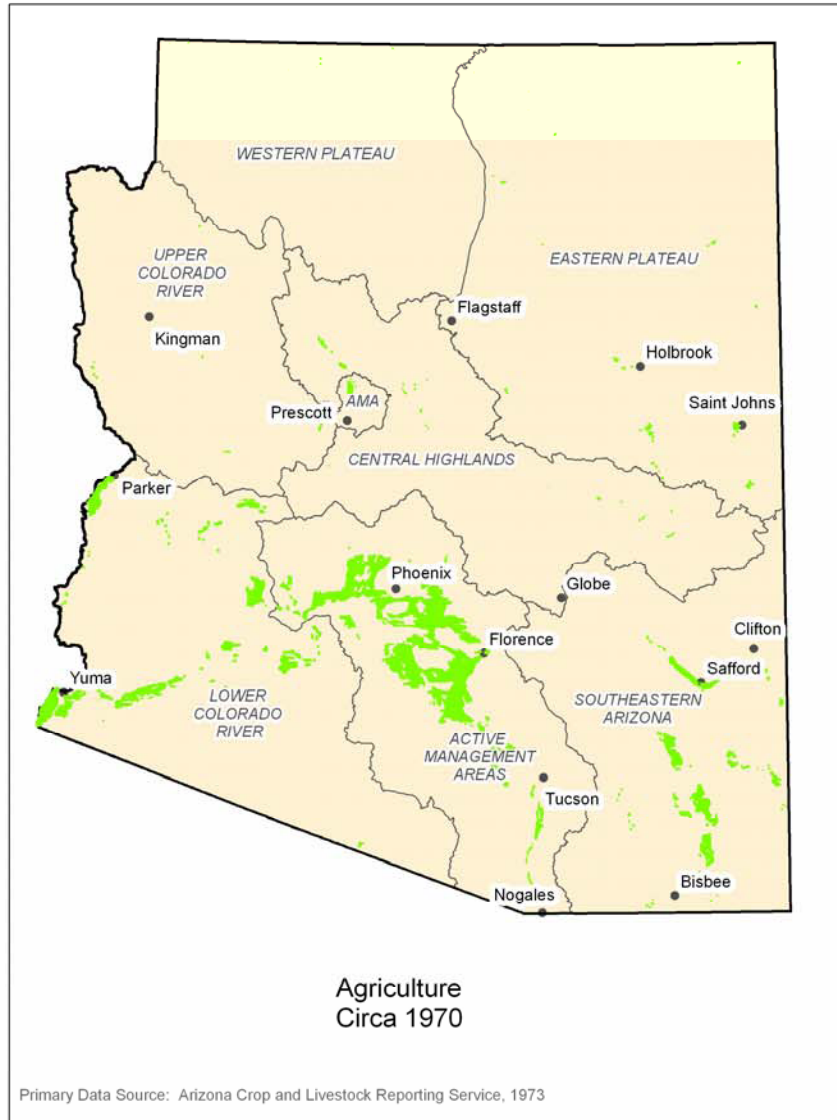 WESTERN PLATEAU
UPPER
COLORADO
RIVER
EASTERN PLATEAU
Flagstaff
Kingman
Holbrook
AMA
Prescott
Saint Johns
CENTRAL HIGHLANDS
Parker
Phoenix
Globe
Florence
Clifton
Yuma
Safford
LOWER
COLORADO
RIVER
SOUTHEASTERN
ARIZONA
ACTIVE
MANAGEMENT
AREAS
Tucson
Nogales
Bisbee
Agriculture
Circa 1970
Primary Data Source: Arizona Crop and Livestock Reporting Service, 1973